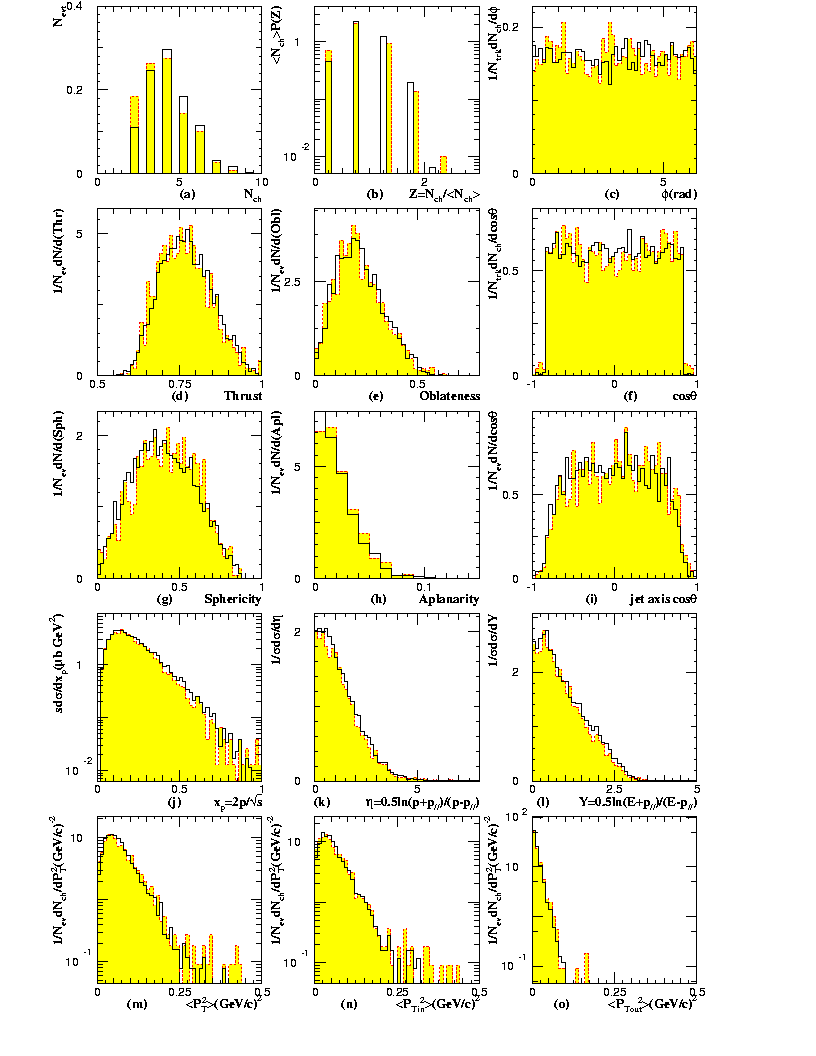 N_evt
0.4
0.2
0
0
5
10
(a)
N_ch
<N_ch>P(Z)
1
10^-2
0
2
(b)
Z=N_ch/<N_ch>
1/N_trk dN_ch/dϕ
0.2
0
0
5
(c)
ϕ(rad)
1/N_ev dN/d(Thr)
5
0
0.5
0.75
1
(d)
Thrust
1/N_ev dN/d(Obl)
2.5
0
0
0.5
(e)
Oblateness
1/N_trk dN_ch/dcosθ
0.5
0
-1
0
1
(f)
cosθ
1/N_ev dN/d(Sph)
2
0
0
0.5
1
(g)
Sphericity
1/N_ev dN/d(Apl)
5
0
0
0.1
(h)
Aplanarity
1/N_ev dN/dcosθ
0.5
0
-1
0
1
(i)
jet axis cosθ
sdσ/dx_p(μb GeV^2)
1
10^-2
0
0.5
1
(j)
x_p=2p/√s
1/σdσ/dη
2
0
0
5
(k)
η=0.5ln(p+p_//)/(p-p_//)
1/σdσ/dY
2
0
0
2.5
5
(l)
Y=0.5ln(E+p_//)/(E-p_//)
1/N_ev dN_ch/dP_T^2(GeV/c)^-2
10
10^-1
0
0.25
0.5
(m)
<P_T^2>(GeV/c)^2
1/N_ev dN_ch/dP_T^2(GeV/c)^-2
10
10^-1
0
0.25
0.5
(n)
<P_Tin^2>(GeV/c)^2
1/N_ev dN_ch/dP_T^2(GeV/c)^-2
10^2
10
10^-1
0
0.25
0.5
(o)
<P_Tout^2>(GeV/c)^2